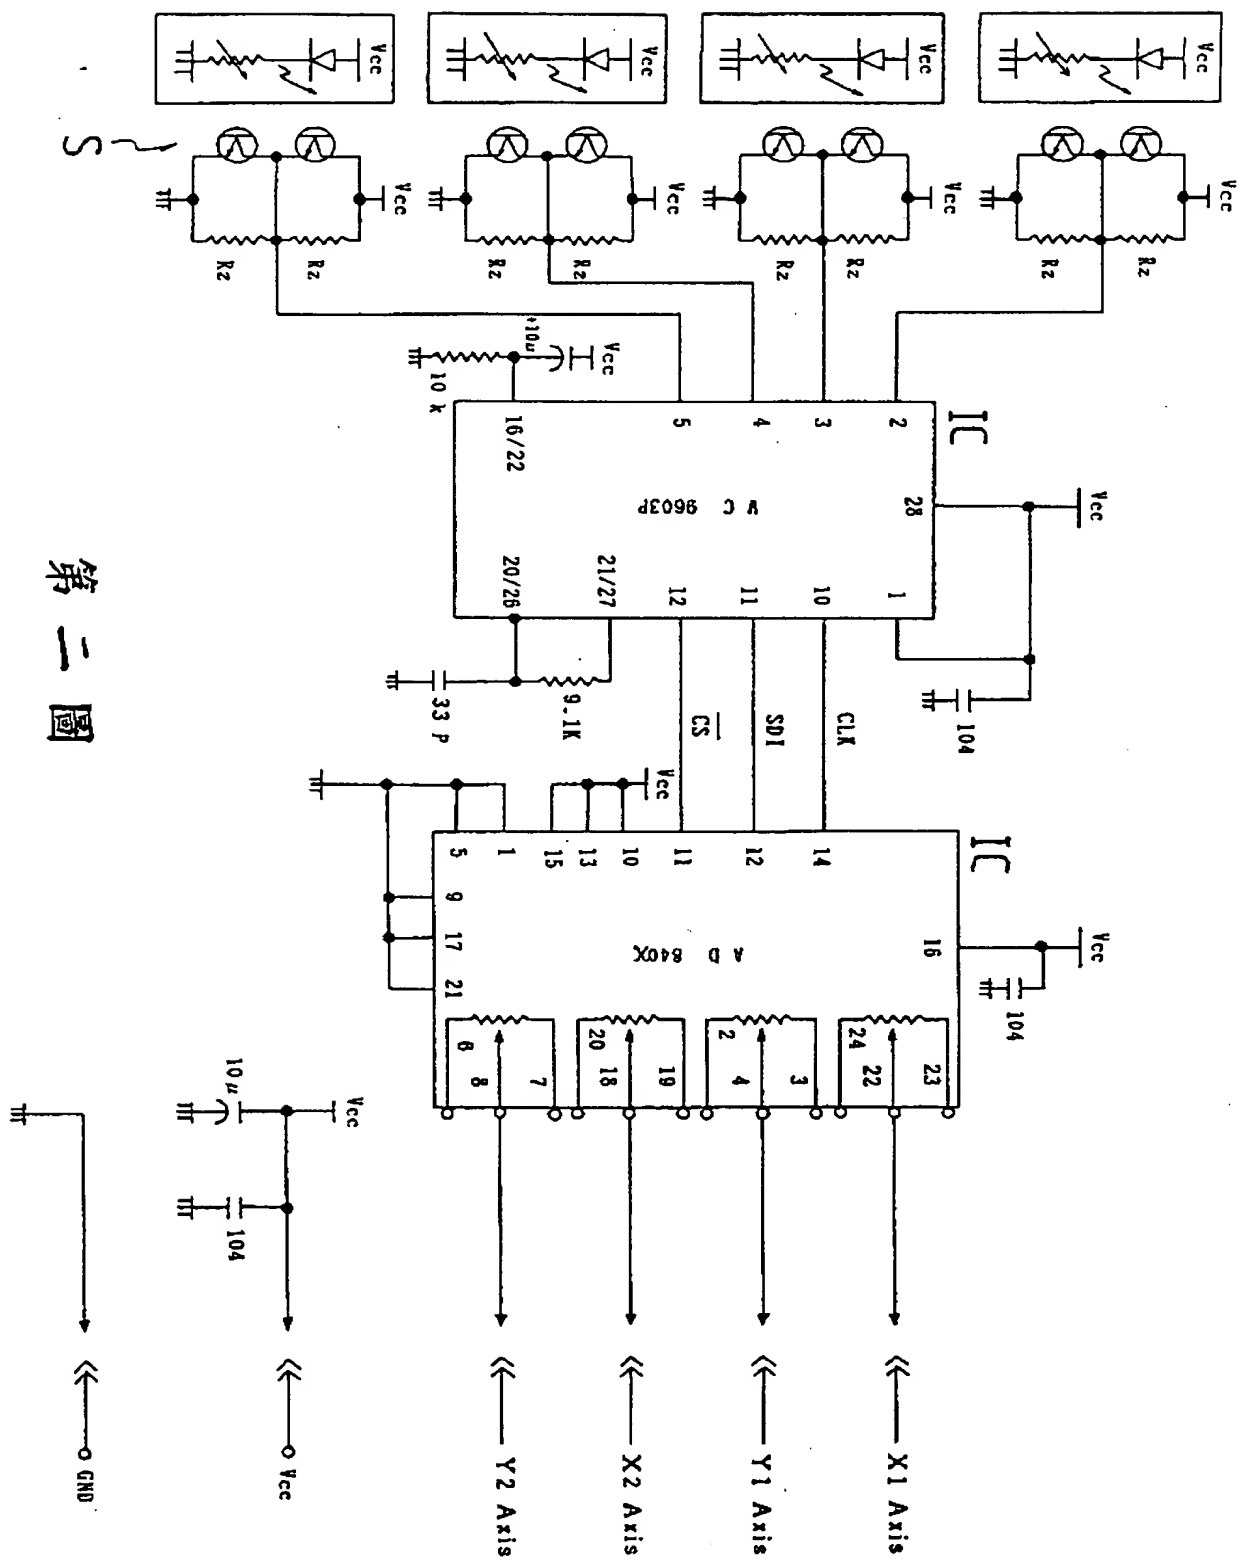 Vcc
Vcc
Vcc
Vcc
S
Vcc
Vcc
Vcc
Vcc
Rz
Rz
Rz
Rz
Rz
Rz
Rz
Rz
+10μ
Vcc
10 k
IC
16/22
5
4
3
2
28
Vcc
20/26
21/27
12
11
10
1
33 P
9.1K
CS
SDI
CLK
104
Vcc
IC
5
1
15
13
10
11
12
14
9
17
21
16
Vcc
104
6
8
7
20
18
19
2
4
3
24
22
23
10μ
Vcc
104
GND
Vcc
Y2 Axis
X2 Axis
Y1 Axis
X1 Axis
第二圖